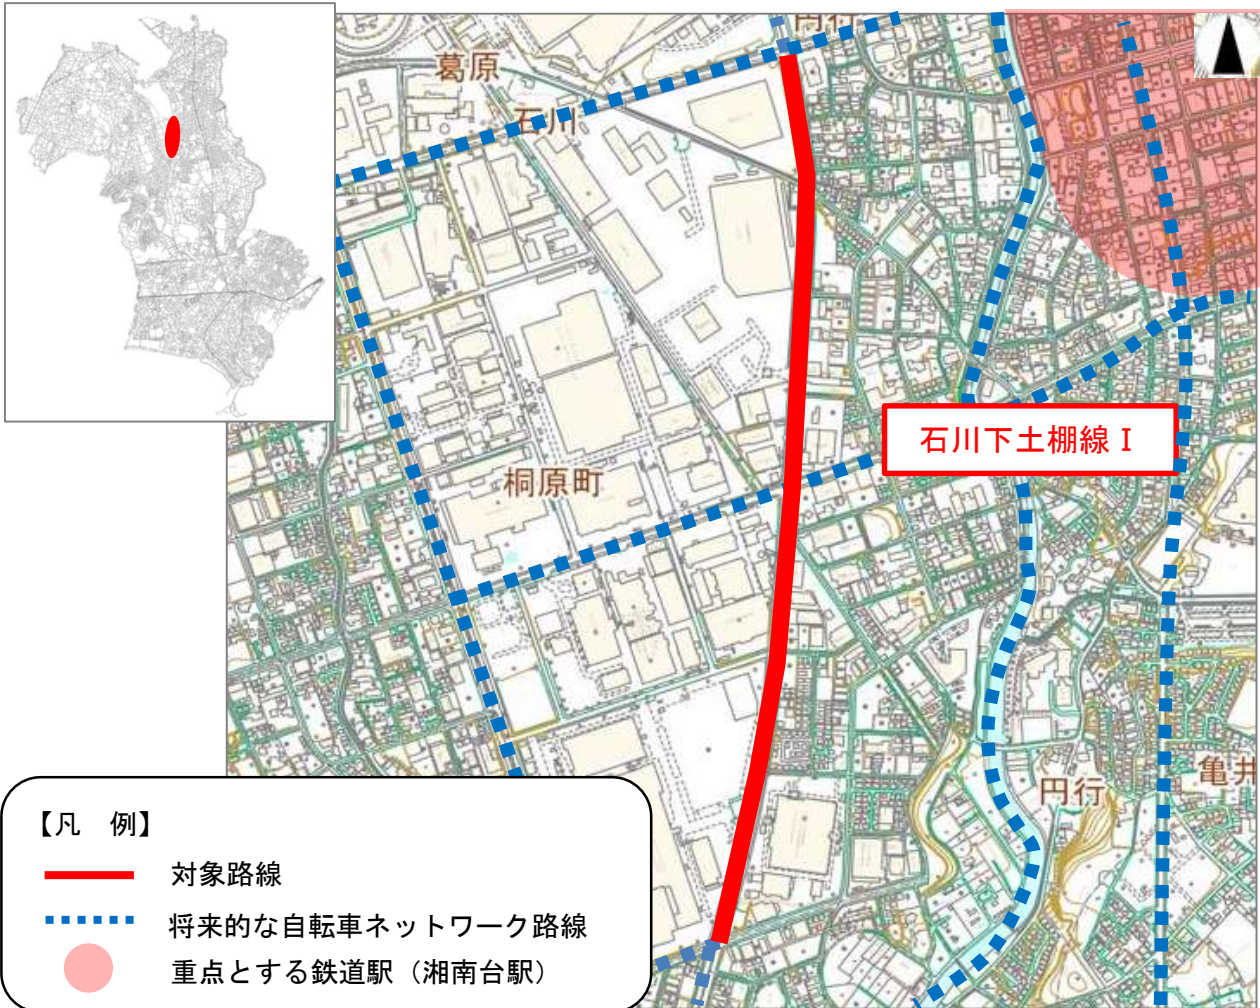 円行
葛原
石川
石川下土棚線Ⅰ
桐原町
円行
亀井
【凡　例】
対象路線
将来的な自転車ネットワーク路線
重点とする鉄道駅（湘南台駅）